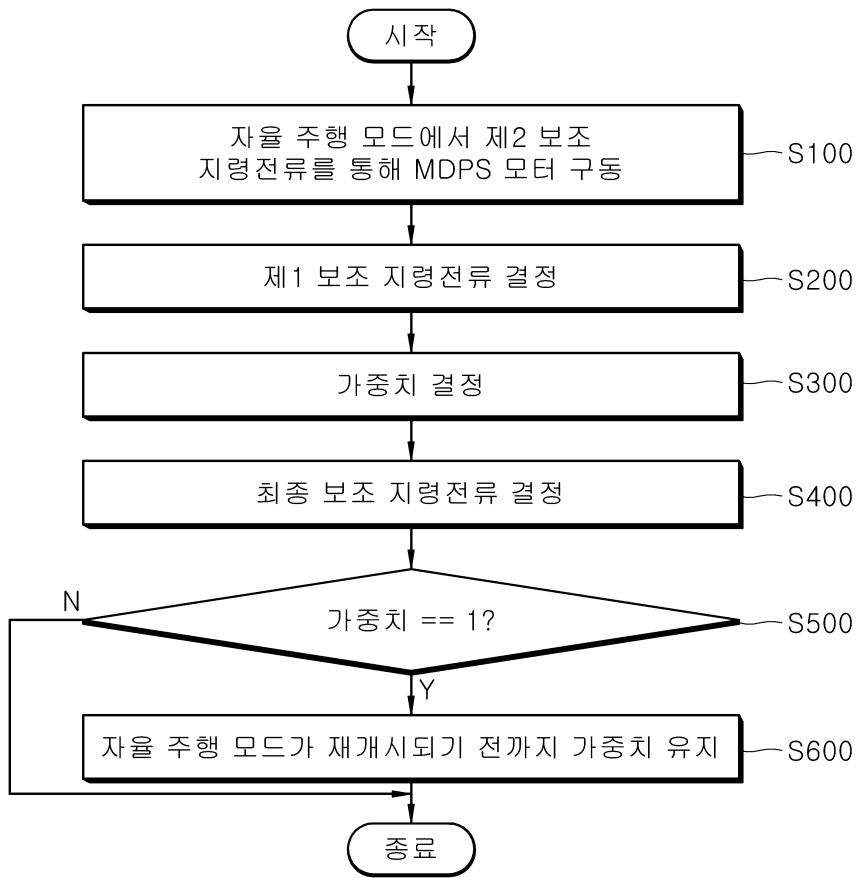 시작
자율 주행 모드에서 제2 보조
지령전류를 통해 MDPS 모터 구동
S100
제1 보조 지령전류 결정
S200
가중치 결정
S300
최종 보조 지령전류 결정
S400
N
가중치 == 1?
S500
Y
자율 주행 모드가 재개시되기 전까지 가중치 유지
S600
종료